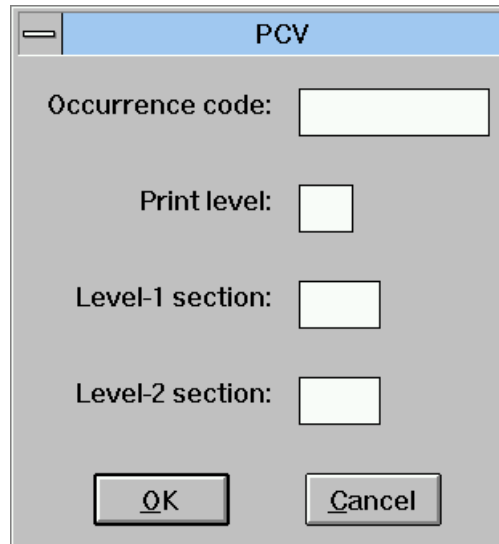 PCV
Occurrence code:
Print level:
Level-1 section:
Level-2 section:
OK Cancel